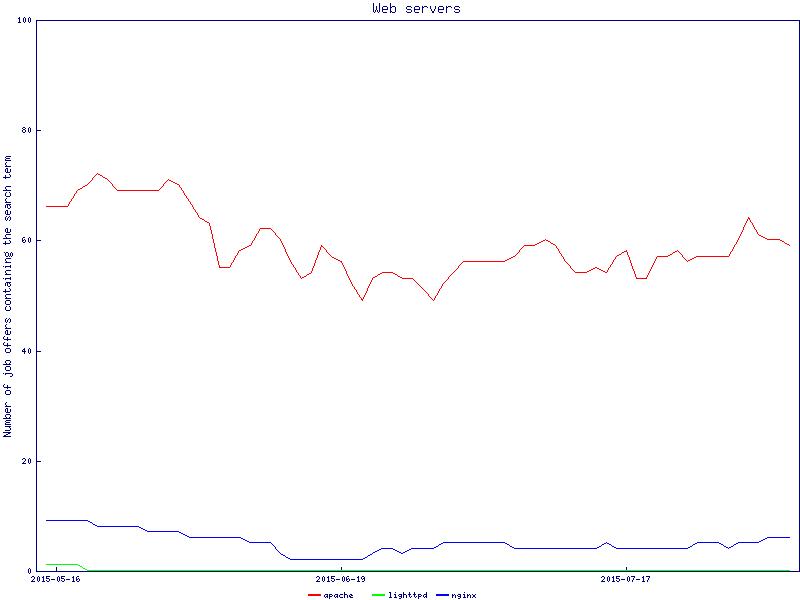 Web servers
Number of job offers containing the search term
100
80
60
40
20
0
2015-05-16 2015-06-19 2015-07-17
apache lighttpd nginx